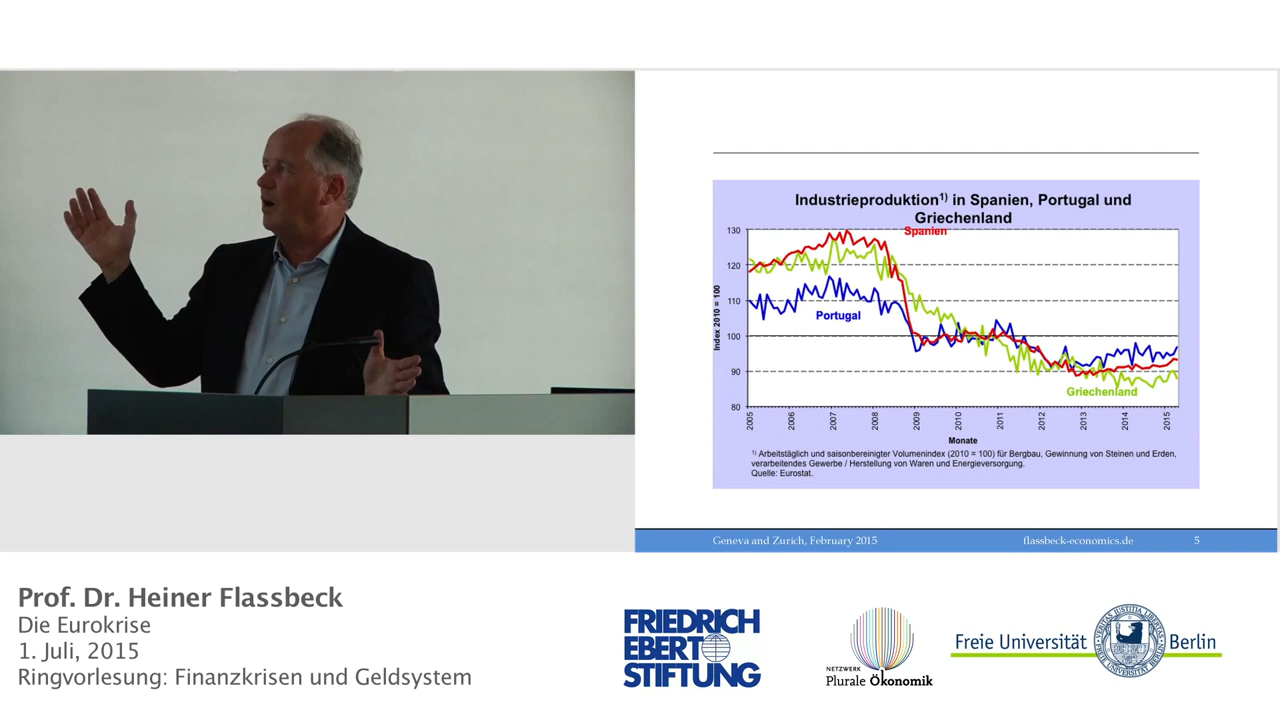 Industrieproduktion1) in Spanien, Portugal und
Griechenland
Spanien
Portugal
Griechenland
Index 2010 = 100
130
120
110
100
90
80
2005
2006
2007
2008
2009
2010
2011
2012
2013
2014
2015
Monate
1) Arbeitstäglich und saisonbereinigter Volumenindex (2010 = 100) für Bergbau, Gewinnung von Steinen und Erden,
verarbeitendes Gewerbe / Herstellung von Waren und Energieversorgung.
Quelle: Eurostat.
Geneva and Zurich, February 2015
flassbeck-economics.de
5
Prof. Dr. Heiner Flassbeck
Die Eurokrise
1. Juli, 2015
Ringvorlesung: Finanzkrisen und Geldsystem
FRIEDRICH
EBERT
STIFTUNG
NETZWERK
Plurale Ökonomik
Freie Universität Berlin